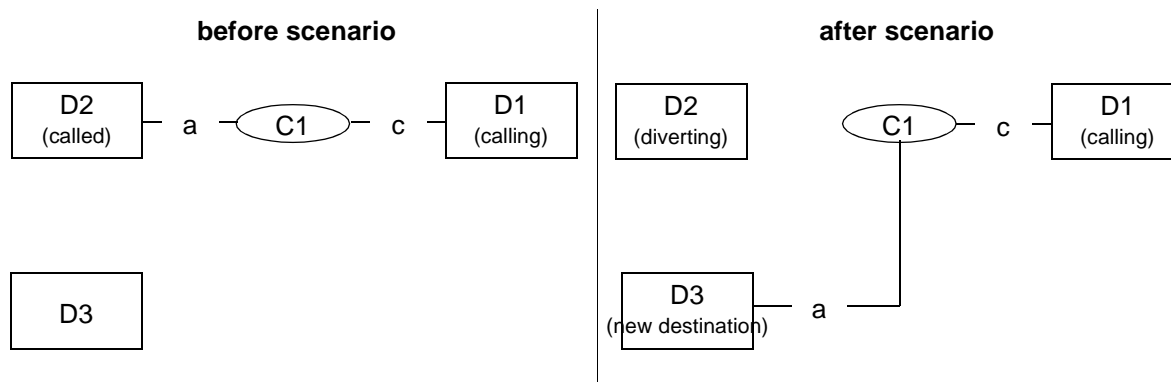 before scenario
D2
(called)
a
C1
c
D1
(calling)
D3
after scenario
D2
(diverting)
C1
c
D1
(calling)
D3
(new destination)
a